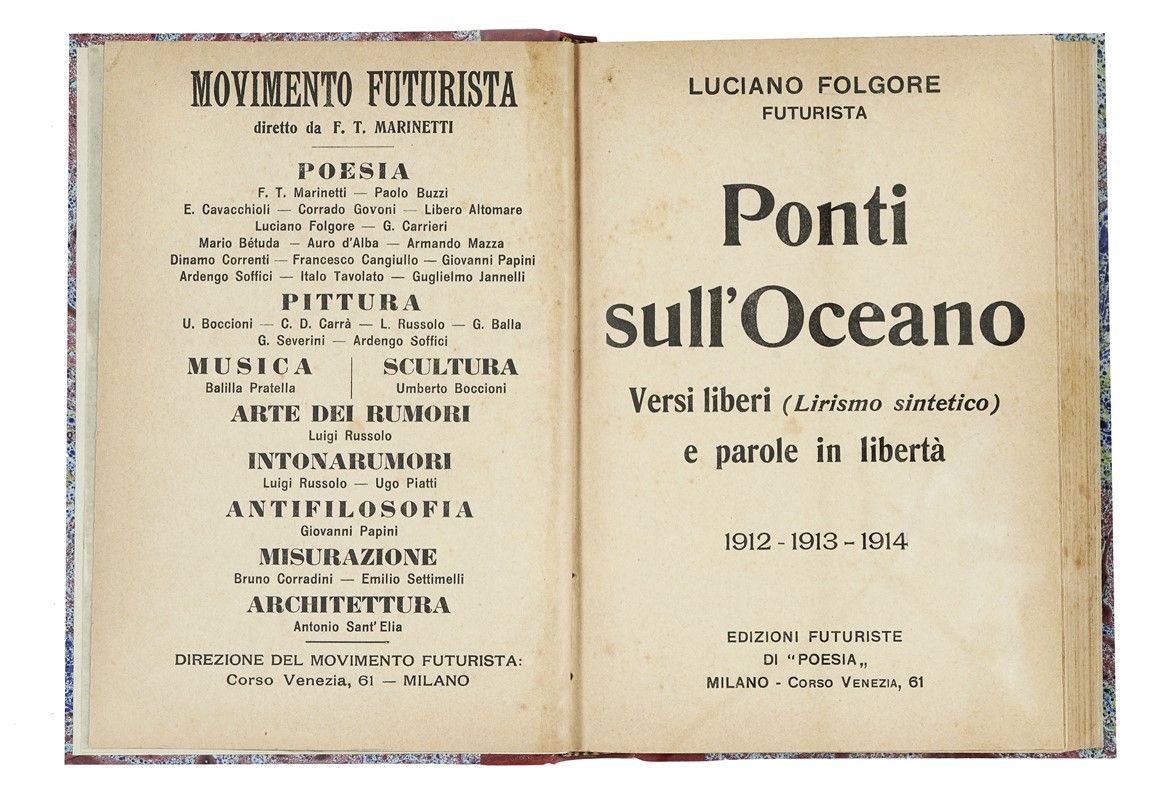 MOVIMENTO FUTURISTA
diretto da F. T. MARINETTI
POESIA
F. T. Marinetti — Paolo Buzzi
E. Cavacchioli — Corrado Govoni — Libero Altomare
Luciano Folgore — G. Carrieri
Mario Bétuda — Auro d'Alba — Armando Mazza
Dinamo Correnti — Francesco Cangiullo — Giovanni Papini
Ardengo Soffici — Italo Tavolato — Guglielmo Jannelli
PITTURA
U. Boccioni — C. D. Carrà — L. Russolo — G. Balla
G. Severini — Ardengo Soffici
MUSICA
Balilla Pratella
SCULTURA
Umberto Boccioni
ARTE DEI RUMORI
Luigi Russolo
INTONARUMORI
Luigi Russolo — Ugo Piatti
ANTIFILOSOFIA
Giovanni Papini
MISURAZIONE
Bruno Corradini — Emilio Settimelli
ARCHITETTURA
Antonio Sant' Elia
DIREZIONE DEL MOVIMENTO FUTURISTA:
Corso Venezia, 61 — MILANO
LUCIANO FOLGORE
FUTURISTA
Ponti
sull'Oceano
Versi liberi (Lirismo sintetico)
e parole in libertà
1912 - 1913 - 1914
EDIZIONI FUTURISTE
DI “POESIA„
MILANO - CORSO VENEZIA, 61